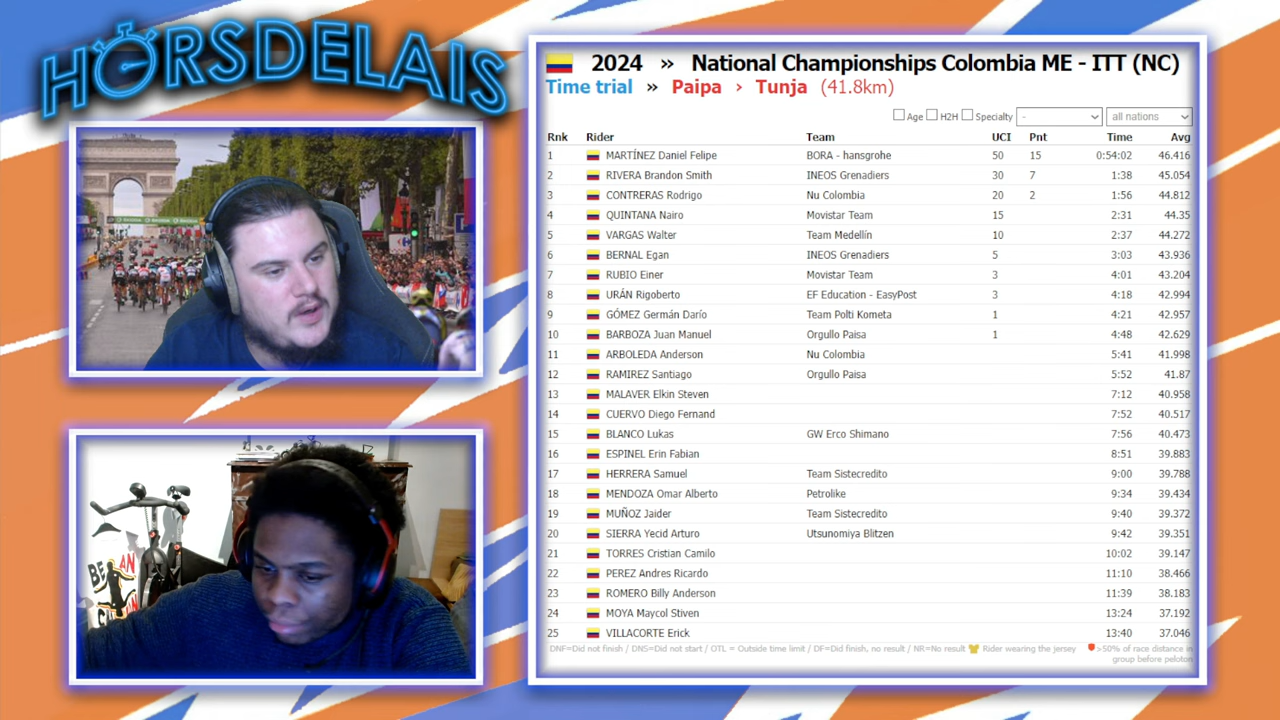 HORSDELAIS
2024 » National Championships Colombia ME - ITT (NC)
Time trial » Paipa › Tunja (41.8km)
Age H2H Specialty - all nations
Rnk Rider Team UCI Pnt Time Avg
1 MARTÍNEZ Daniel Felipe BORA - hansgrohe 50 15 0:54:02 46.416
2 RIVERA Brandon Smith INEOS Grenadiers 30 7 1:38 45.054
3 CONTRERAS Rodrigo Nu Colombia 20 2 1:56 44.812
4 QUINTANA Nairo Movistar Team 15 2:31 44.35
5 VARGAS Walter Team Medellín 10 2:37 44.272
6 BERNAL Egan INEOS Grenadiers 5 3:03 43.936
7 RUBIO Einer Movistar Team 3 4:01 43.204
8 URÁN Rigoberto EF Education - EasyPost 3 4:18 42.994
9 GÓMEZ Germán Darío Team Polti Kometa 1 4:21 42.957
10 BARBOZA Juan Manuel Orgullo Paisa 1 4:48 42.629
11 ARBOLEDA Anderson Nu Colombia 5:41 41.998
12 RAMIREZ Santiago Orgullo Paisa 5:52 41.87
13 MALAVER Elkin Steven 7:12 40.958
14 CUERVO Diego Fernand 7:52 40.517
15 BLANCO Lukas GW Erco Shimano 7:56 40.473
16 ESPINEL Erin Fabian 8:51 39.883
17 HERRERA Samuel Team Sistecredito 9:00 39.788
18 MENDOZA Omar Alberto Petrolike 9:34 39.434
19 MUÑOZ Jaider Team Sistecredito 9:40 39.372
20 SIERRA Yecid Arturo Utsunomiya Blitzen 9:42 39.351
21 TORRES Cristian Camilo 10:02 39.147
22 PEREZ Andres Ricardo 11:10 38.466
23 ROMERO Billy Anderson 11:39 38.183
24 MOYA Maycol Stiven 13:24 37.192
25 VILLACORTE Erick 13:40 37.046
DNF=Did not finish / DNS=Did not start / OTL = Outside time limit / DF=Did finish, no result / NR=No result Rider wearing the jersey >50% of race distance in
group before peloton
BE AN